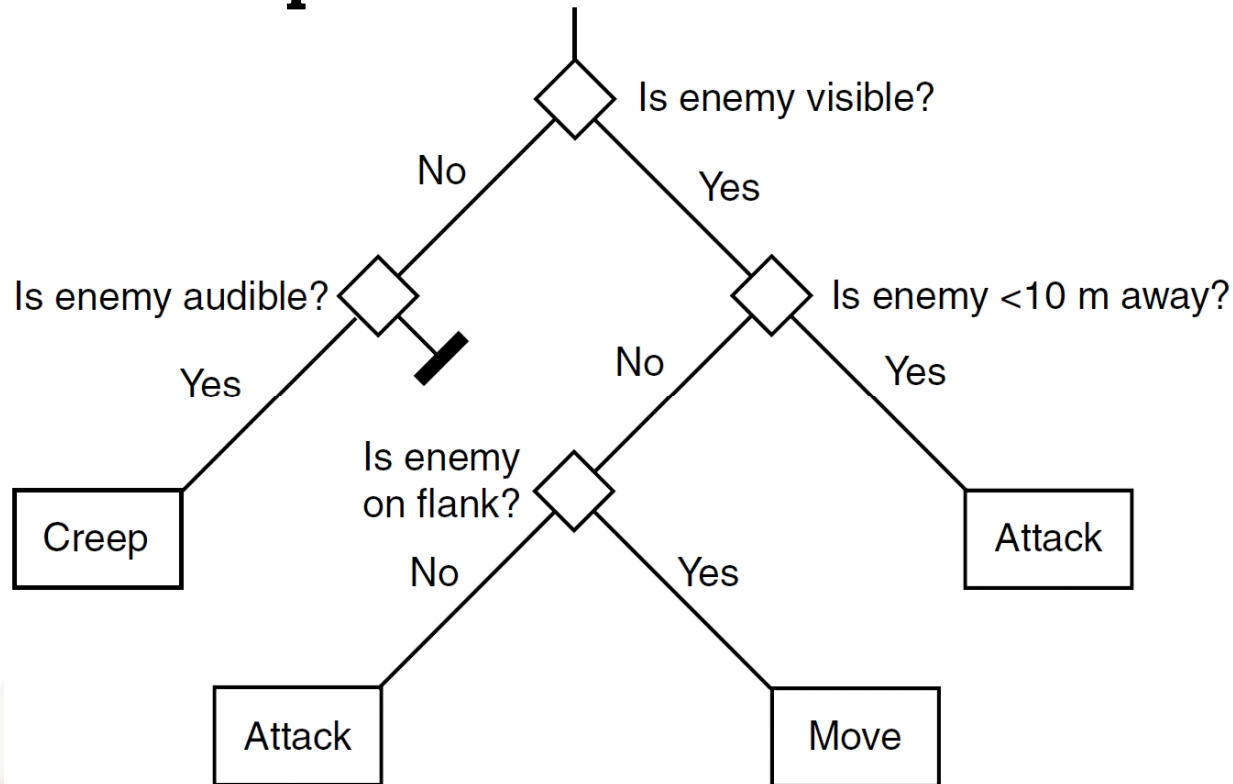 Is enemy visible?
No
Yes
Is enemy audible?
Is enemy <10 m away?
Yes
No
Yes
Is enemy
on flank?
Creep
Attack
No
Yes
Attack
Move